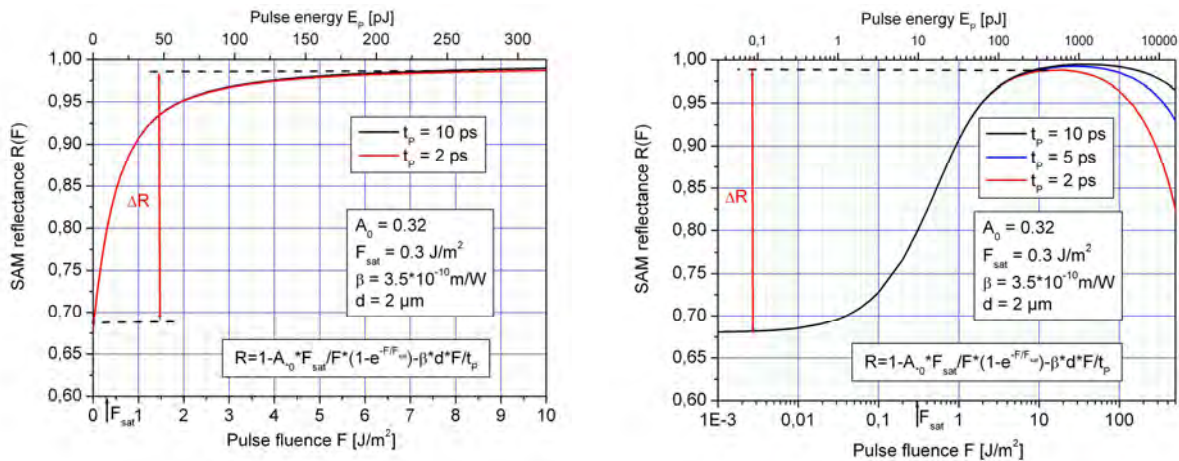 Pulse energy E_P [pJ]
0 50 100 150 200 250 300
1,00
0,95
0,90
0,85
0,80
0,75
0,70
0,65
0,60
SAM reflectance R(F)
ΔR
t_P = 10 ps
t_P = 2 ps
A_0 = 0.32
F_sat = 0.3 J/m²
β = 3.5*10⁻¹⁰m/W
d = 2 µm
R=1-A_0*F_sat/F*(1-e^-F/F_sat)-β*d*F/t_P
0 1 2 3 4 5 6 7 8 9 10
F_sat
Pulse fluence F [J/m²]
Pulse energy E_P [pJ]
0,1 1 10 100 1000 10000
1,00
0,95
0,90
0,85
0,80
0,75
0,70
0,65
0,60
SAM reflectance R(F)
ΔR
t_P = 10 ps
t_P = 5 ps
t_P = 2 ps
A_0 = 0.32
F_sat = 0.3 J/m²
β = 3.5*10⁻¹⁰m/W
d = 2 µm
R=1-A_0*F_sat/F*(1-e^-F/F_sat)-β*d*F/t_P
1E-3 0,01 0,1 1 10 100
F_sat
Pulse fluence F [J/m²]